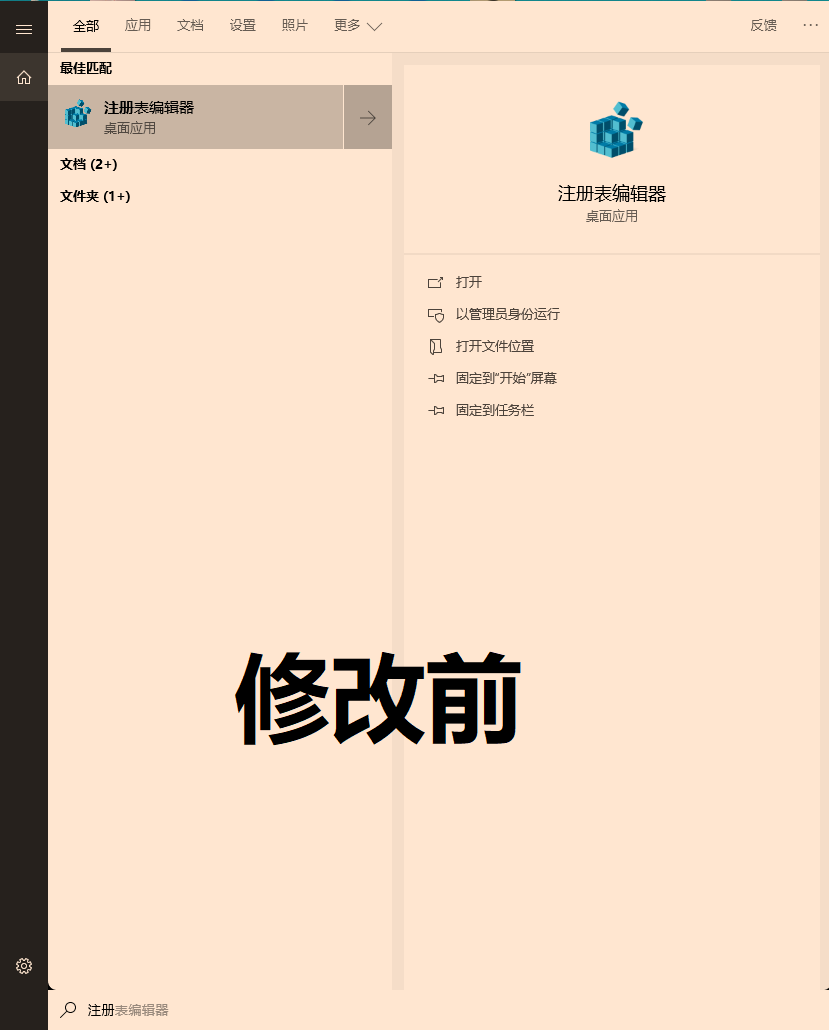 全部 应用 文档 设置 照片 更多 反馈 ···
最佳匹配
注册表编辑器
桌面应用
文档 (2+)
文件夹 (1+)
注册表编辑器
桌面应用
打开
以管理员身份运行
打开文件位置
固定到"开始"屏幕
固定到任务栏
修改前
注册表编辑器